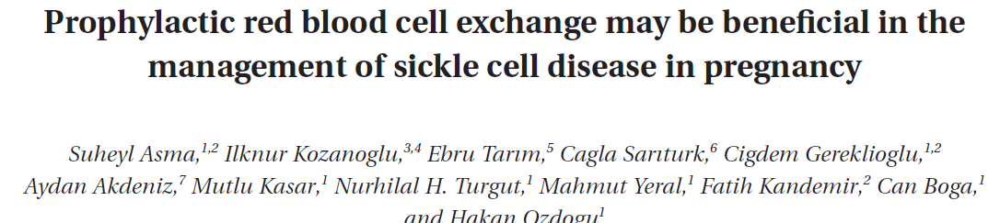 Prophylactic red blood cell exchange may be beneficial in the
management of sickle cell disease in pregnancy
Suheyl Asma,1,2 Ilknur Kozanoglu,3,4 Ebru Tarım,5 Cagla Sarıturk,6 Cigdem Gereklioglu,1,2
Aydan Akdeniz,7 Mutlu Kasar,1 Nurhilal H. Turgut,1 Mahmut Yeral,1 Fatih Kandemir,2 Can Boga,1
and Hakan Ozdogu1